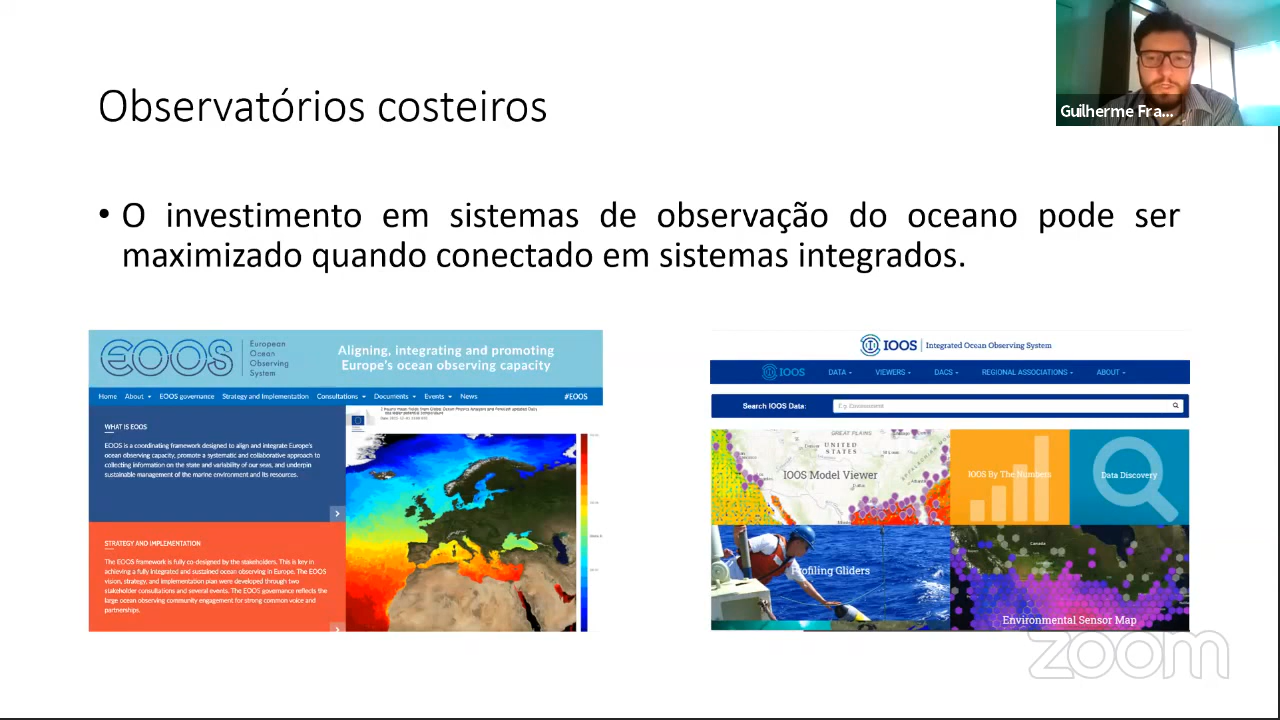 Guilherme Fra...
Observatórios costeiros
• O investimento em sistemas de observação do oceano pode ser
maximizado quando conectado em sistemas integrados.
EOOS
European
Ocean
Observing
System
Aligning, integrating and promoting
Europe's ocean observing capacity
Home About EOOS governance Strategy and Implementation Consultations Documents Events News #EOOS
WHAT IS EOOS
EOOS is a coordinating framework designed to align and integrate Europe's
ocean observing capacity, promote a systematic and collaborative approach to
collecting information on the state and variability of our seas, and underpin
sustainable management of the marine environment and its resources.
STRATEGY AND IMPLEMENTATION
The EOOS framework is fully co-designed by the stakeholders. This is key in
achieving a fully integrated and sustained ocean observing in Europe. The EOOS
vision, strategy, and implementation plan were developed through two
stakeholder consultations and several events. The EOOS governance reflects the
large ocean observing community engagement for strong common voice and
partnerships.
IOOS Integrated Ocean Observing System
IOOS DATA VIEWERS DACS REGIONAL ASSOCIATIONS ABOUT
Search IOOS Data: E.g. Environment
GREAT PLAINS
UNITED
STATES
IOOS Model Viewer
IOOS By The Numbers
Data Discovery
Profiling Gliders
Canada
Environmental Sensor Map
zoom